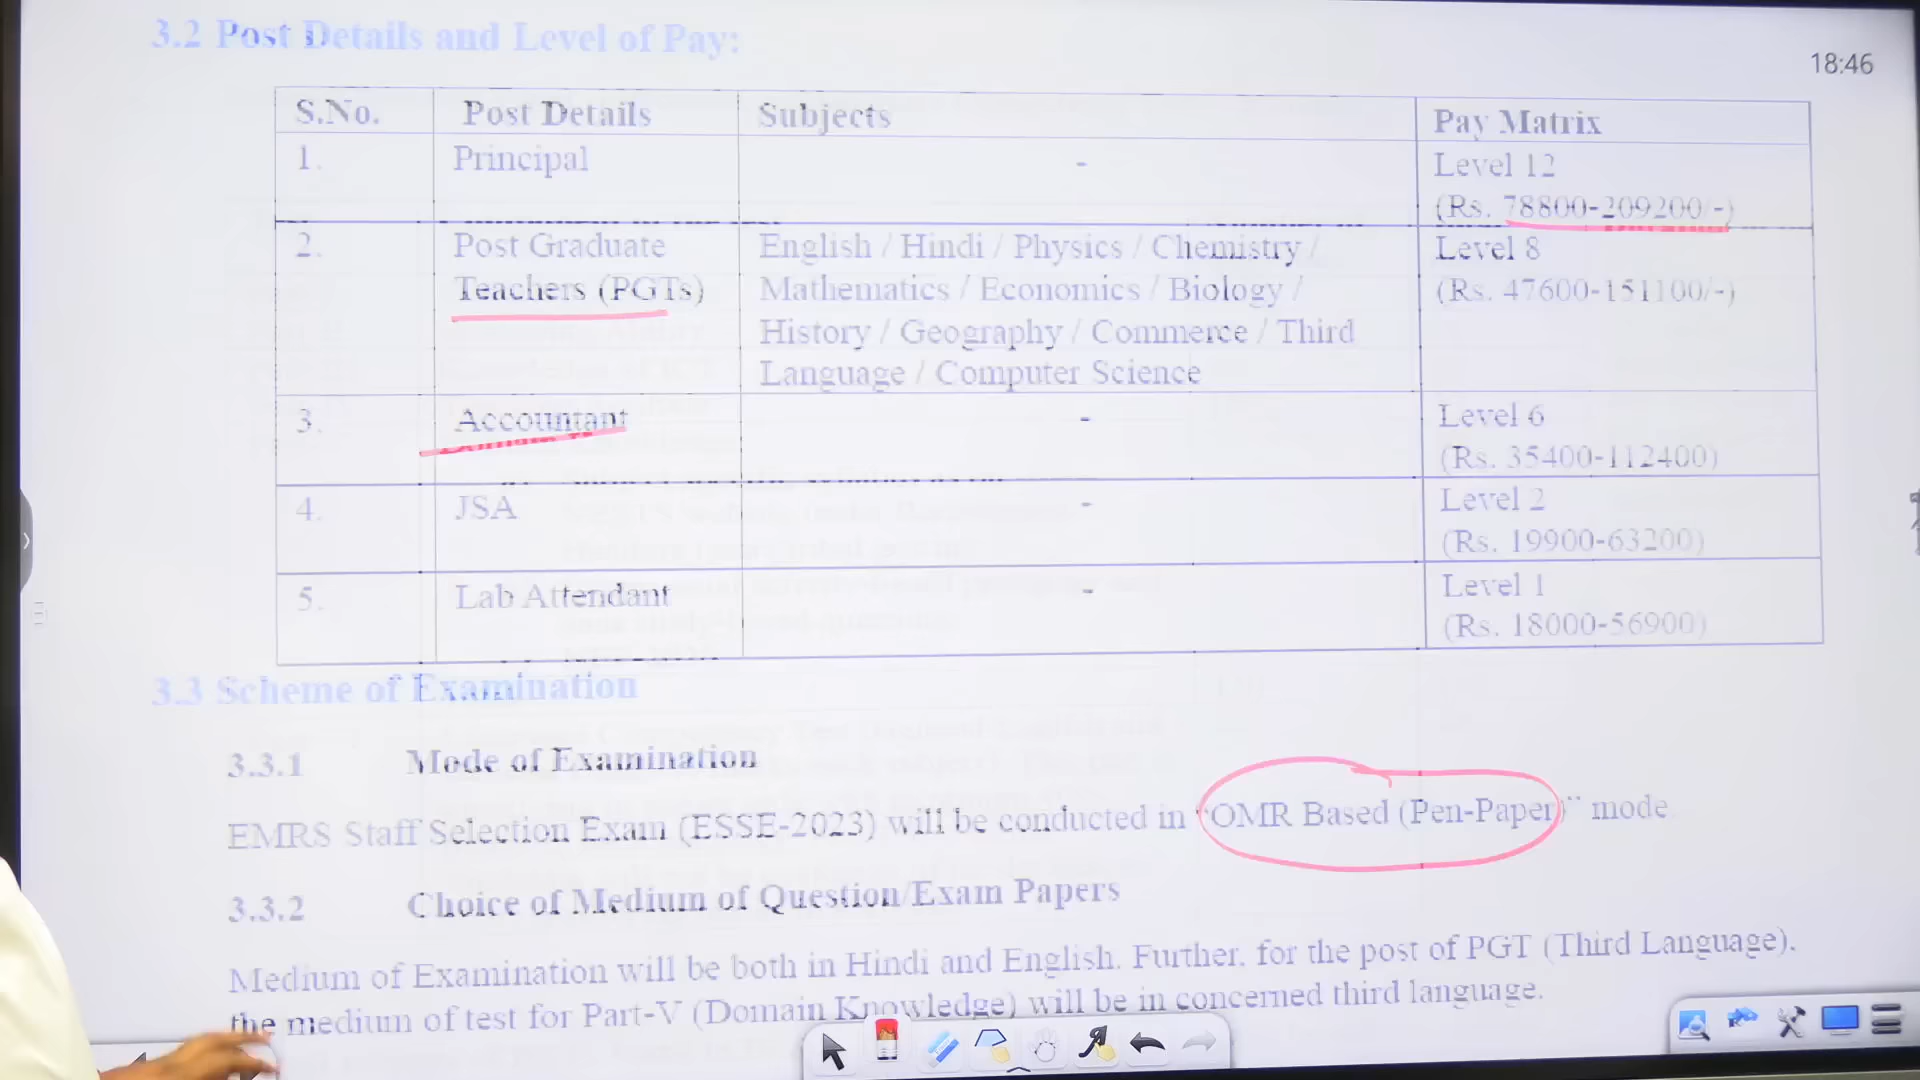 3.2 Post Details and Level of Pay:
18:46
S.No. Post Details Subjects Pay Matrix
1. Principal - Level 12
(Rs. 78800-209200/-)
2. Post Graduate English / Hindi / Physics / Chemistry / Level 8
Teachers (PGTs) Mathematics / Economics / Biology / (Rs. 47600-151100/-)
History / Geography / Commerce / Third
Language / Computer Science
3. Accountant - Level 6
(Rs. 35400-112400)
4. JSA - Level 2
(Rs. 19900-63200)
5. Lab Attendant - Level 1
(Rs. 18000-56900)
3.3 Scheme of Examination
3.3.1 Mode of Examination
EMRS Staff Selection Exam (ESSE-2023) will be conducted in “OMR Based (Pen-Paper)” mode
3.3.2 Choice of Medium of Question/Exam Papers
Medium of Examination will be both in Hindi and English. Further, for the post of PGT (Third Language),
the medium of test for Part-V (Domain Knowledge) will be in concerned third language.